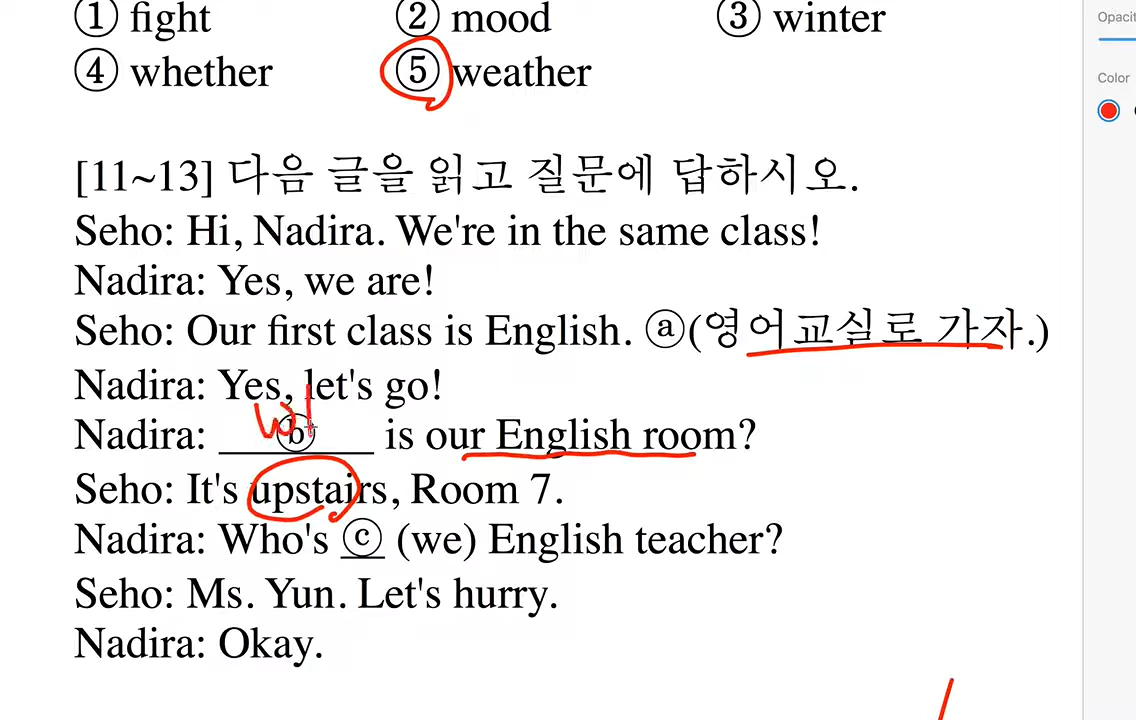 ① fight ② mood ③ winter
④ whether ⑤ weather
[11~13] 다음 글을 읽고 질문에 답하시오.
Seho: Hi, Nadira. We're in the same class!
Nadira: Yes, we are!
Seho: Our first class is English. ⓐ(영어교실로 가자.)
Nadira: Yes, let's go!
wh
Nadira: ⓑ is our English room?
Seho: It's upstairs, Room 7.
Nadira: Who's ⓒ (we) English teacher?
Seho: Ms. Yun. Let's hurry.
Nadira: Okay.
Opacit
Color